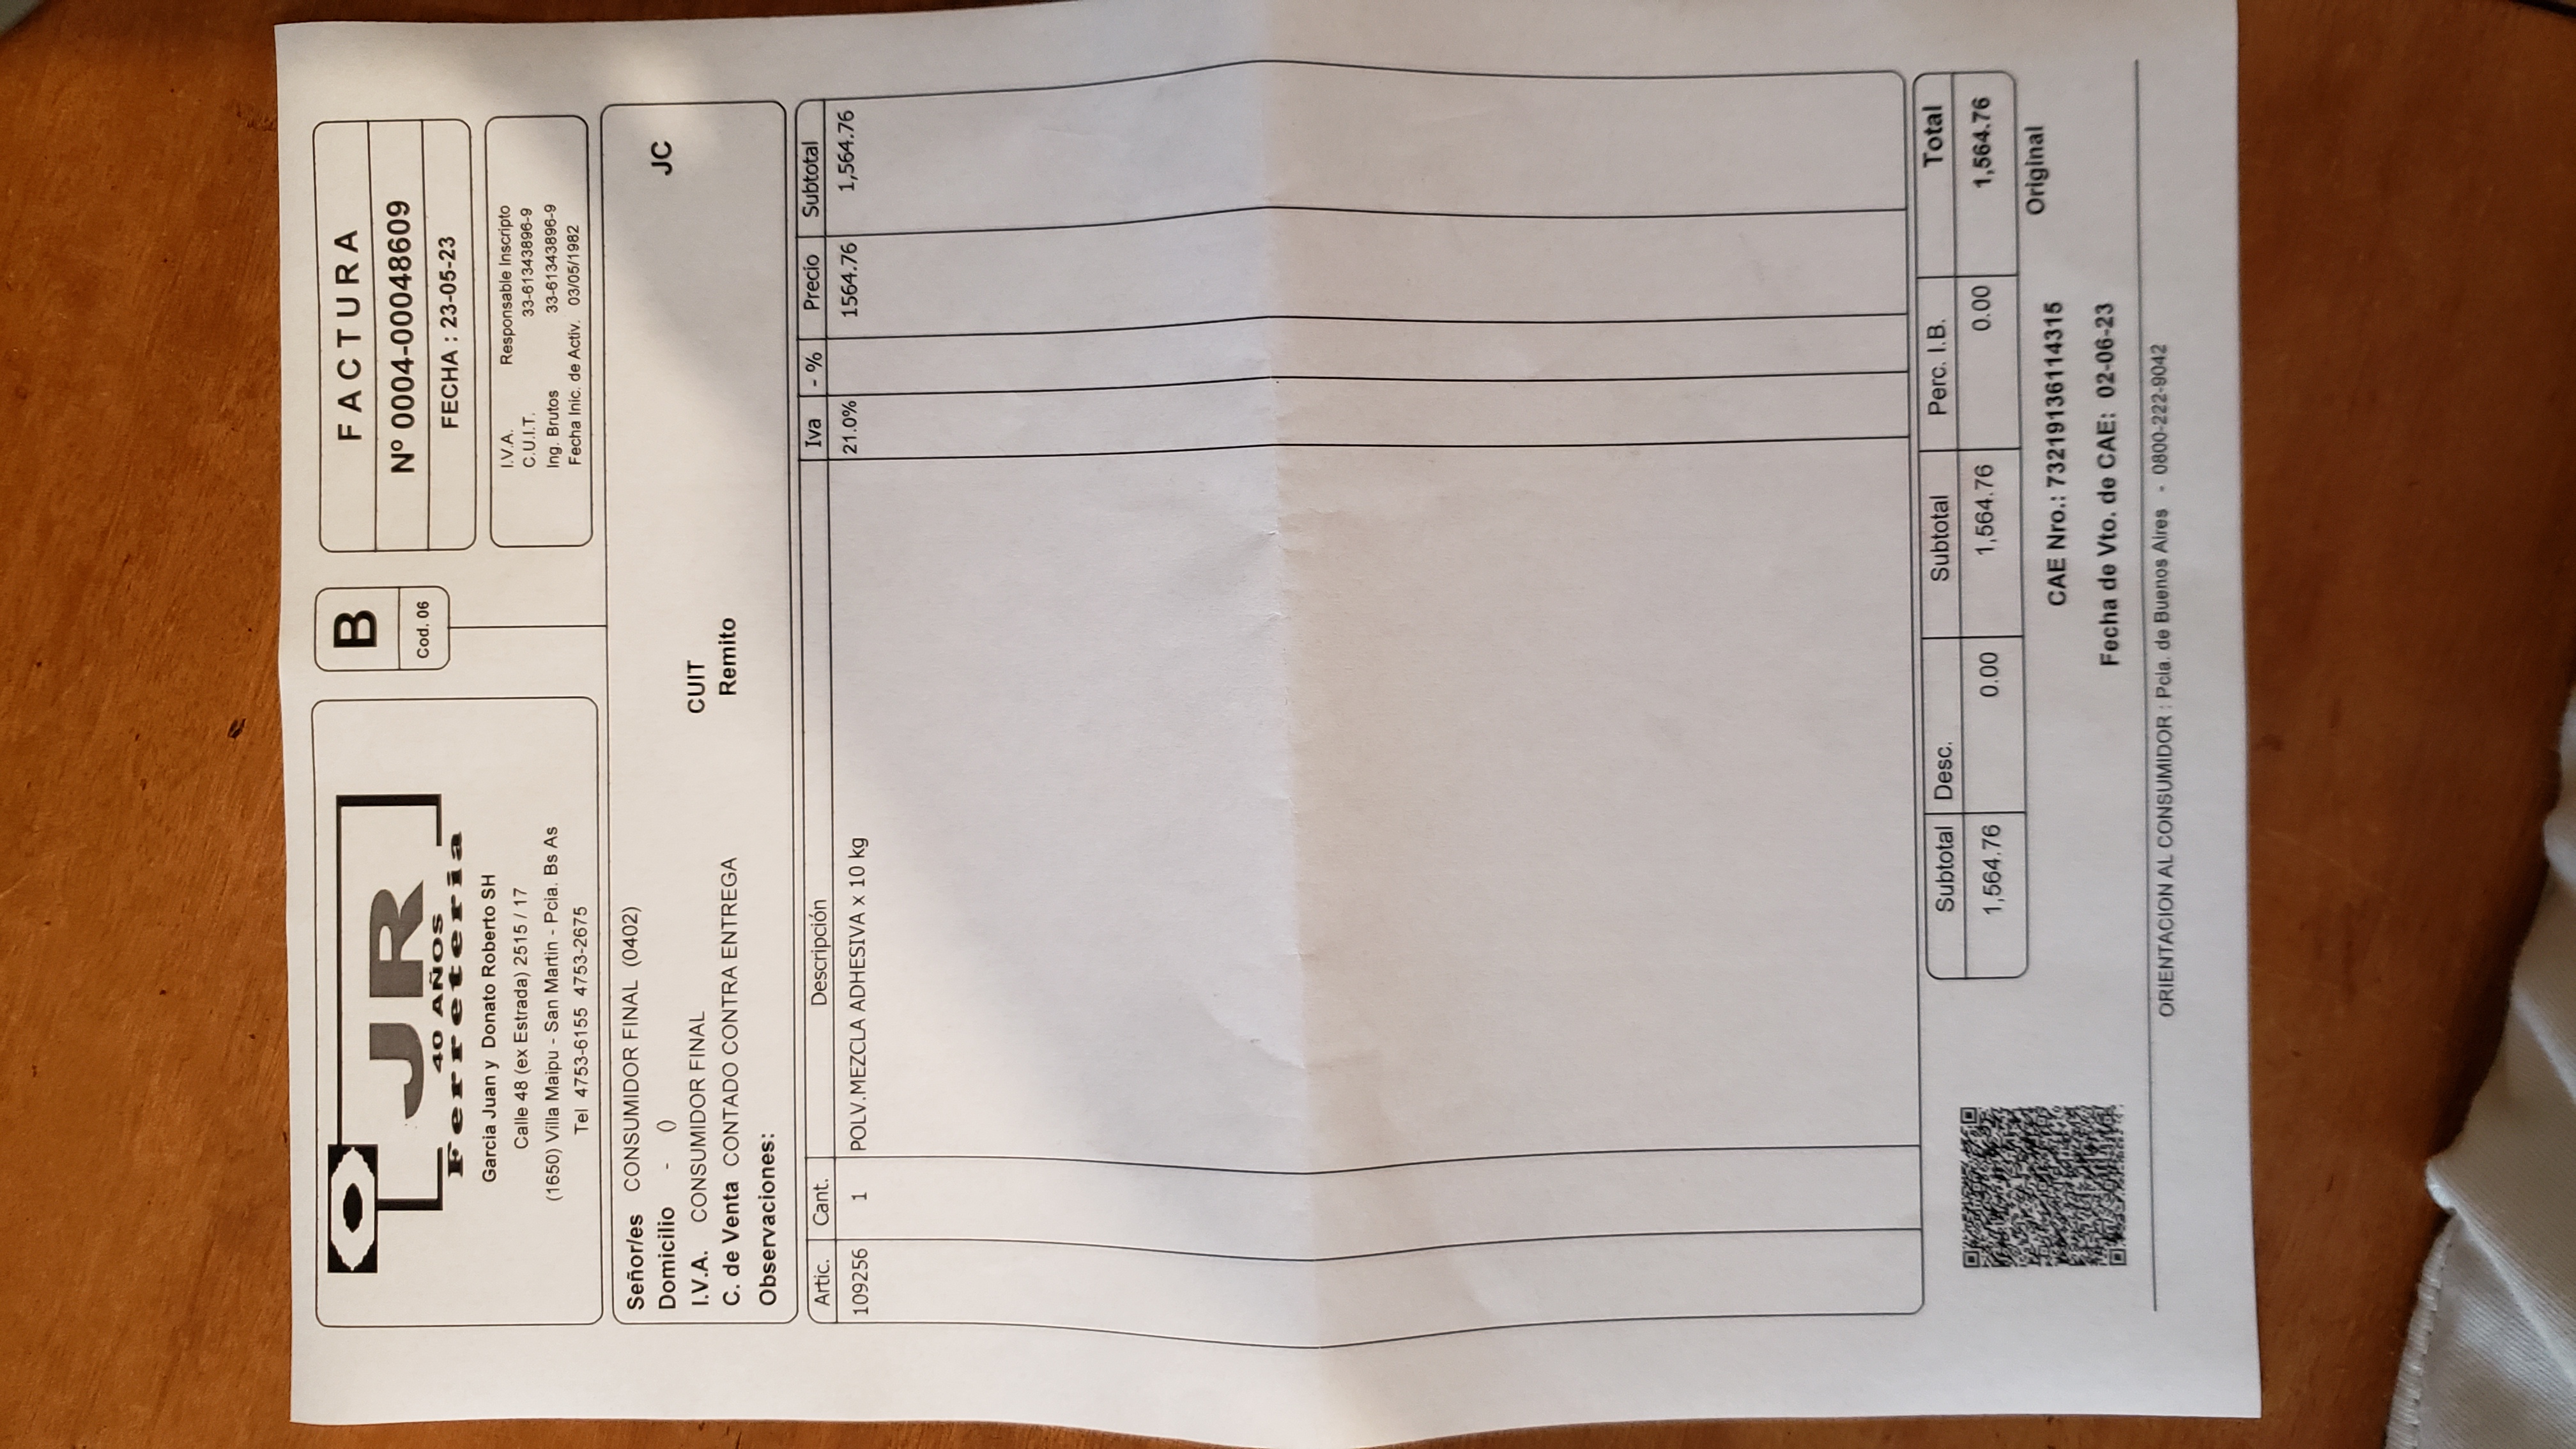 JR
40 AÑOS
Ferreteria
Garcia Juan y Donato Roberto SH
Calle 48 (ex Estrada) 2515 / 17
(1650) Villa Maipu - San Martin - Pcia. Bs As
Tel 4753-6155 4753-2675
B
Cod. 06
FACTURA
Nº 0004-00048609
FECHA : 23-05-23
I.V.A. Responsable Inscripto
C.U.I.T. 33-61343896-9
Ing. Brutos 33-61343896-9
Fecha Inic. de Activ. 03/05/1982
Señor/es CONSUMIDOR FINAL (0402)
Domicilio - ()
JC
I.V.A. CONSUMIDOR FINAL CUIT
C. de Venta CONTADO CONTRA ENTREGA Remito
Observaciones:
Artic. Cant. Descripción Iva - % Precio Subtotal
109256 1 POLV.MEZCLA ADHESIVA x 10 kg 21.0% 1564.76 1,564.76
Subtotal Desc. Subtotal Perc. I.B. Total
1,564.76 0.00 1,564.76 0.00 1,564.76
Original
CAE Nro.: 73219136114315
Fecha de Vto. de CAE: 02-06-23
ORIENTACION AL CONSUMIDOR : Pcia. de Buenos Aires - 0800-222-9042